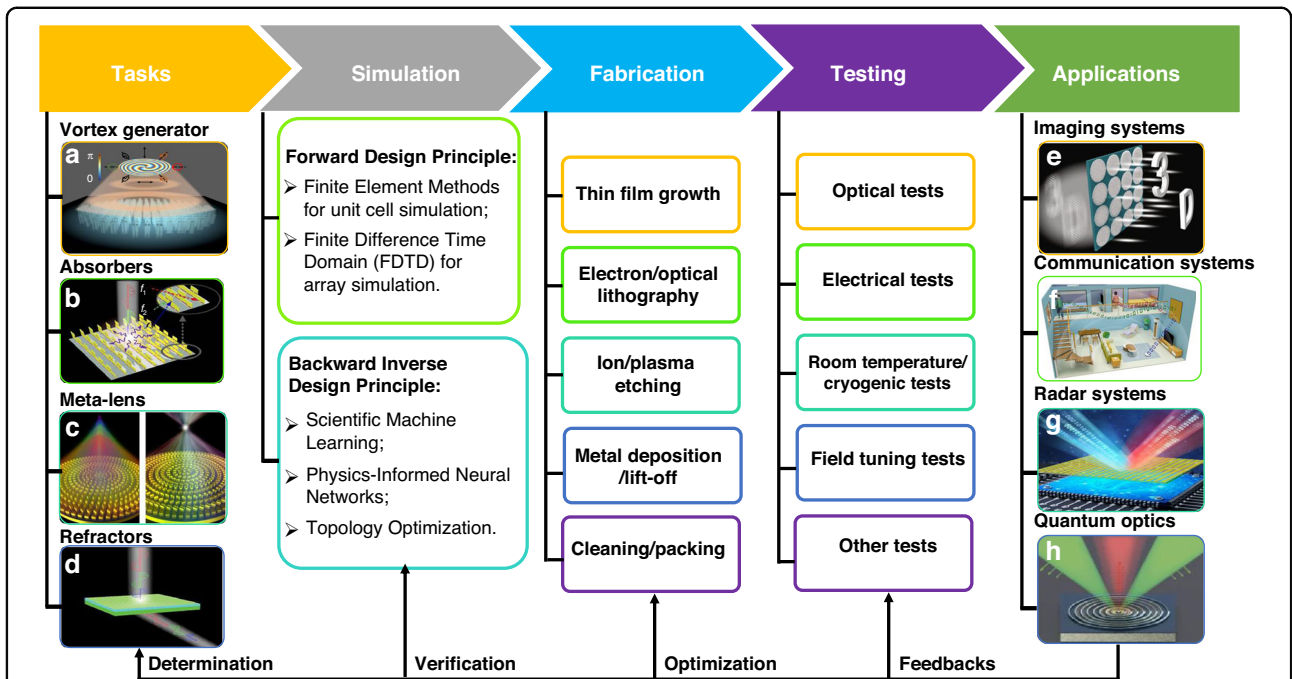 Tasks
Simulation
Fabrication
Testing
Applications
Vortex generator
a
π
0
Absorbers
b
f1
f2
Meta-lens
c
Refractors
d
Forward Design Principle:
➢ Finite Element Methods
for unit cell simulation;
➢ Finite Difference Time
Domain (FDTD) for
array simulation.
Backward Inverse
Design Principle:
➢ Scientific Machine
Learning;
➢ Physics-Informed Neural
Networks;
➢ Topology Optimization.
Thin film growth
Electron/optical
lithography
Ion/plasma
etching
Metal deposition
/lift-off
Cleaning/packing
Optical tests
Electrical tests
Room temperature/
cryogenic tests
Field tuning tests
Other tests
Imaging systems
e
3
D
Communication systems
f
Radar systems
g
Quantum optics
h
Determination
Verification
Optimization
Feedbacks